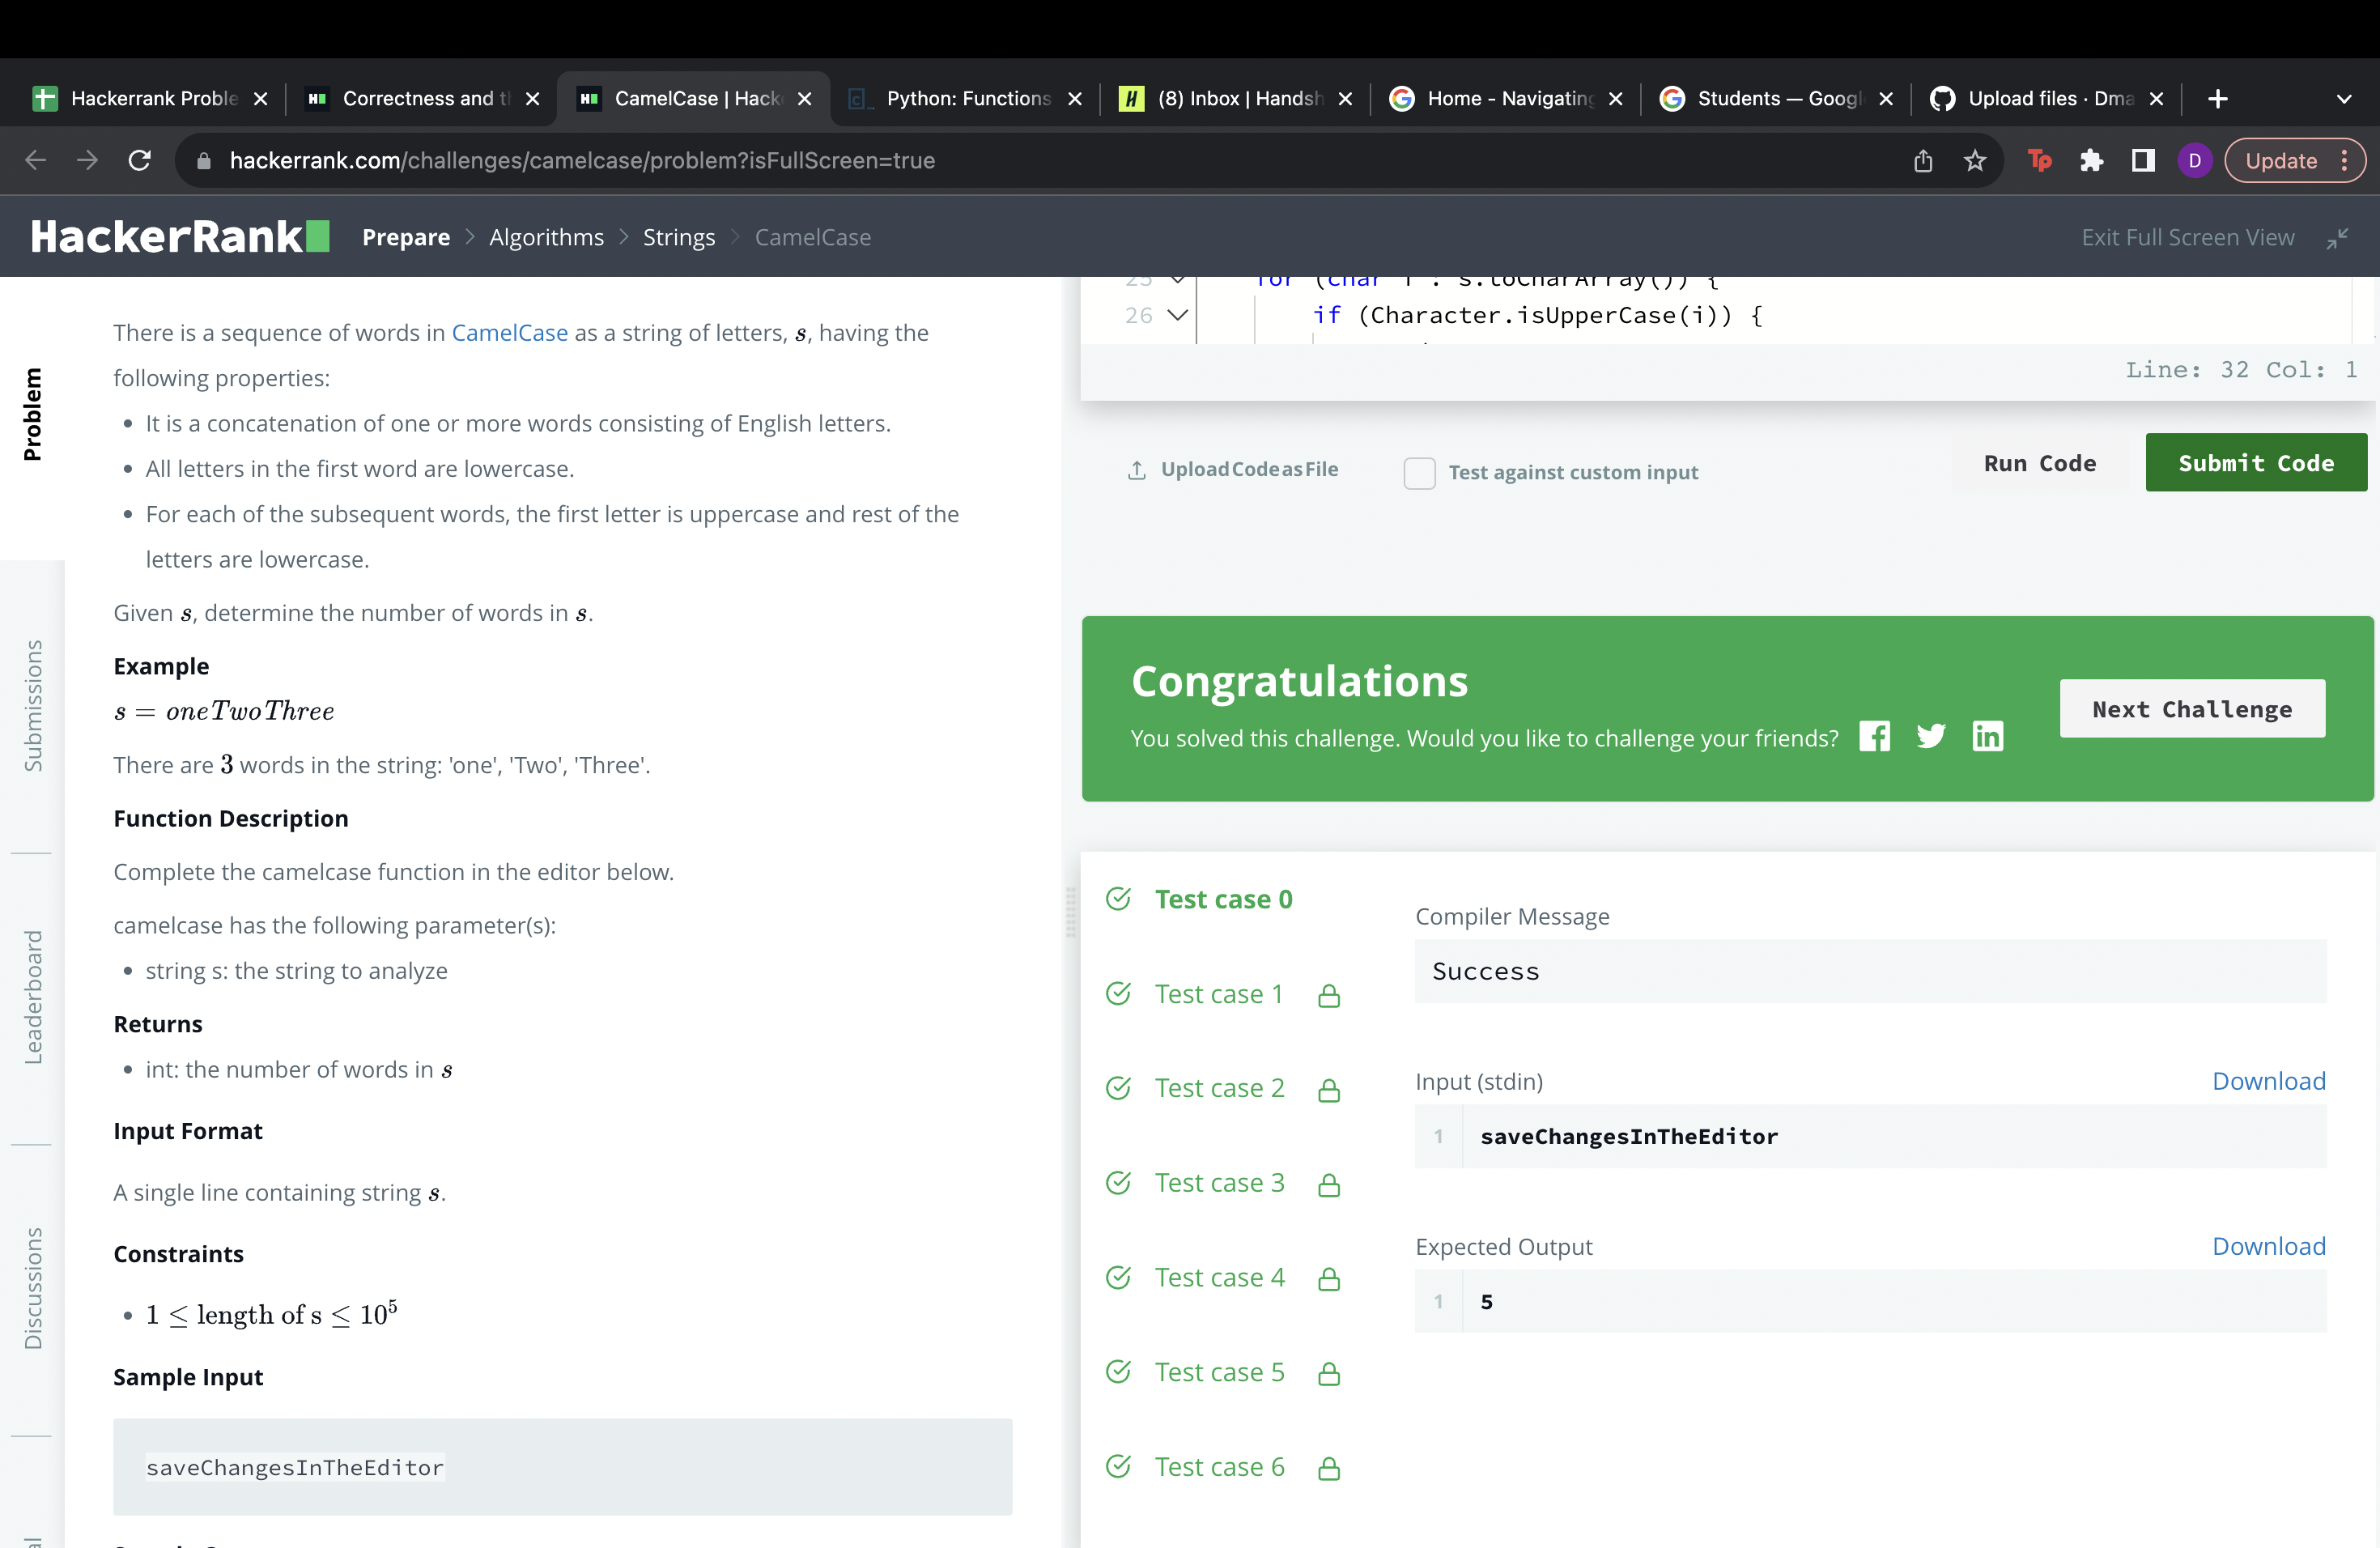 Hackerrank Proble
Correctness and th
CamelCase | Hacke
Python: Functions
(8) Inbox | Handsh
Home - Navigating
Students — Googl
Upload files · Dma
hackerrank.com/challenges/camelcase/problem?isFullScreen=true
Tp
D
Update
HackerRank
Prepare > Algorithms > Strings > CamelCase
Exit Full Screen View
Problem
Submissions
Leaderboard
Discussions
There is a sequence of words in CamelCase as a string of letters, s, having the
following properties:
• It is a concatenation of one or more words consisting of English letters.
• All letters in the first word are lowercase.
• For each of the subsequent words, the first letter is uppercase and rest of the
letters are lowercase.
Given s, determine the number of words in s.
Example
s = oneTwoThree
There are 3 words in the string: 'one', 'Two', 'Three'.
Function Description
Complete the camelcase function in the editor below.
camelcase has the following parameter(s):
• string s: the string to analyze
Returns
• int: the number of words in s
Input Format
A single line containing string s.
Constraints
• 1 ≤ length of s ≤ 10⁵
Sample Input
saveChangesInTheEditor
25 for (char i : s.toCharArray()) {
26 if (Character.isUpperCase(i)) {
Line: 32 Col: 1
Upload Code as File
Test against custom input
Run Code
Submit Code
Congratulations
You solved this challenge. Would you like to challenge your friends?
Next Challenge
Test case 0
Test case 1
Test case 2
Test case 3
Test case 4
Test case 5
Test case 6
Compiler Message
Success
Input (stdin)
Download
1 saveChangesInTheEditor
Expected Output
Download
1 5